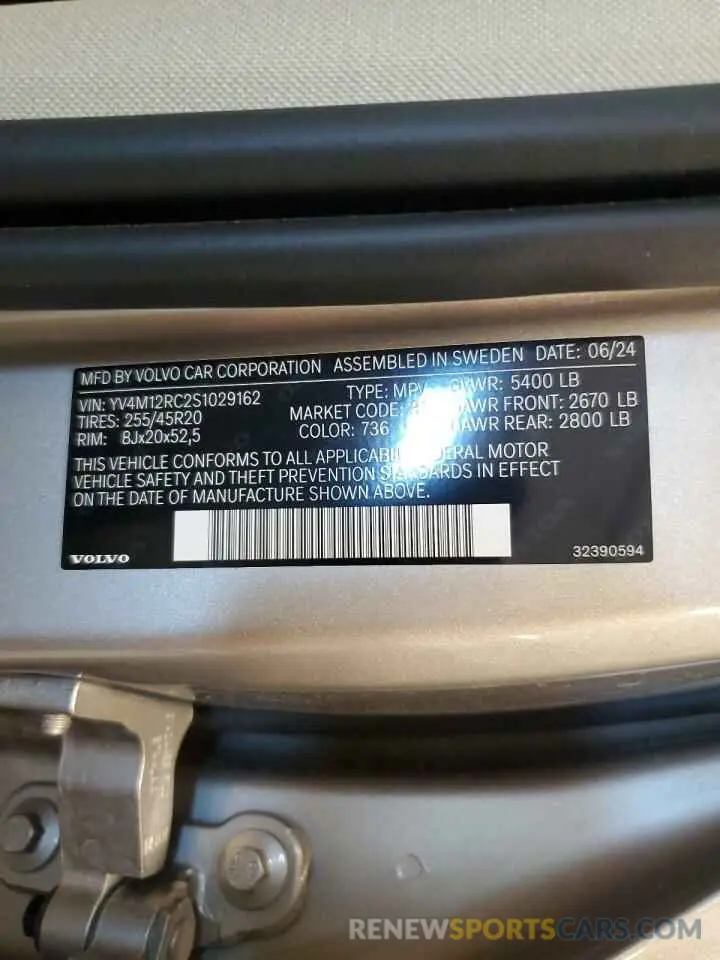 MFD BY VOLVO CAR CORPORATION ASSEMBLED IN SWEDEN DATE: 06/24
VIN: YV4M12RC2S1029162 TYPE: MPV GVWR: 5400 LB
TIRES: 255/45R20 MARKET CODE: GAWR FRONT: 2670 LB
RIM: 8Jx20x52,5 COLOR: 736 GAWR REAR: 2800 LB
THIS VEHICLE CONFORMS TO ALL APPLICABLE FEDERAL MOTOR
VEHICLE SAFETY AND THEFT PREVENTION STANDARDS IN EFFECT
ON THE DATE OF MANUFACTURE SHOWN ABOVE.
VOLVO 32390594
RENEWSPORTSCARS.COM